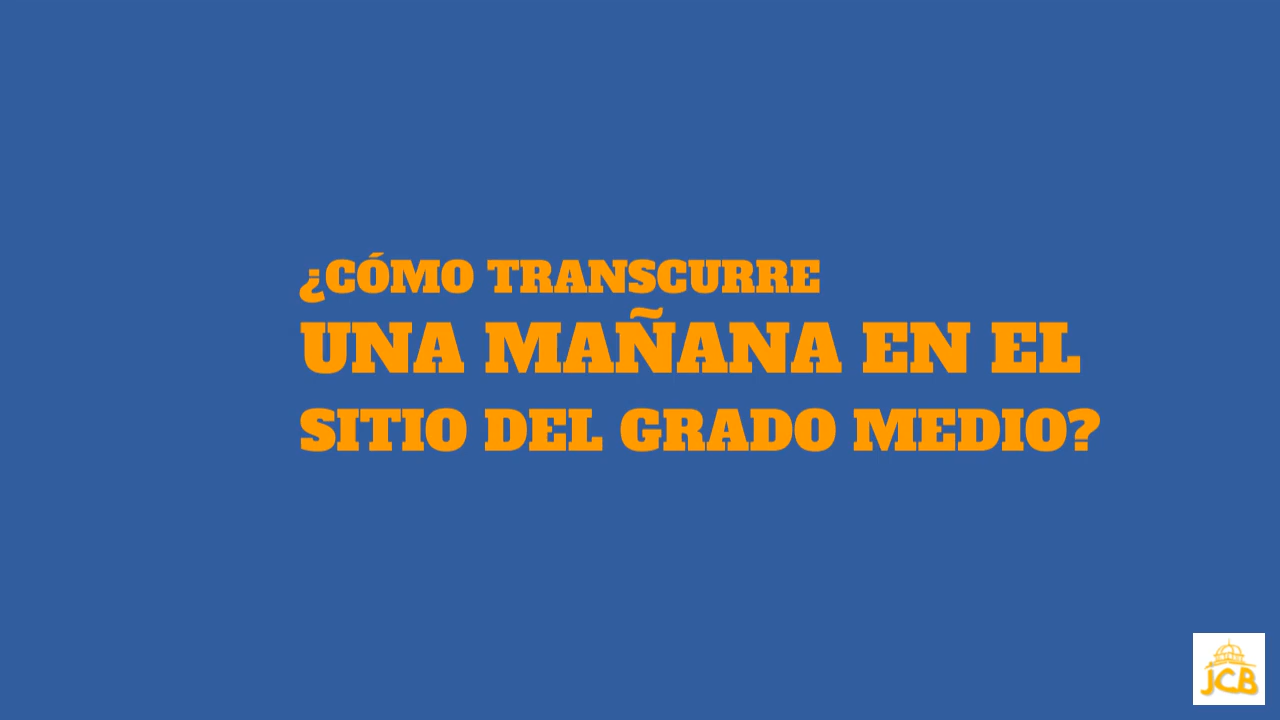 ¿CÓMO TRANSCURRE
UNA MAÑANA EN EL
SITIO DEL GRADO MEDIO?
JCB